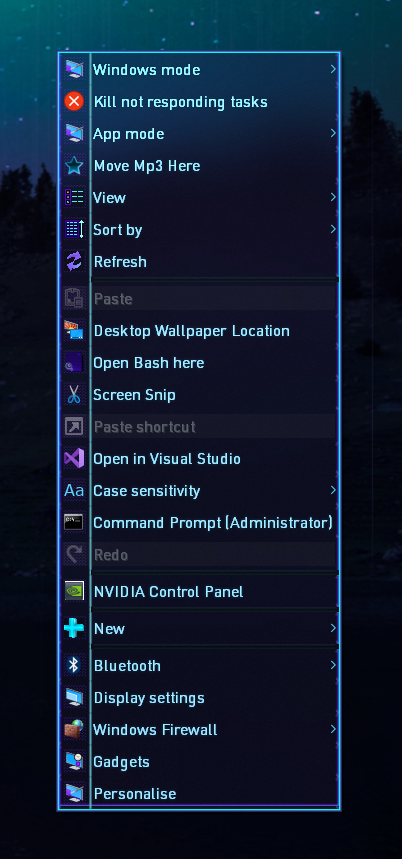 Windows mode
Kill not responding tasks
App mode
Move Mp3 Here
View
Sort by
Refresh
Paste
Desktop Wallpaper Location
Open Bash here
Screen Snip
Paste shortcut
Open in Visual Studio
Aa Case sensitivity
Command Prompt (Administrator)
Redo
NVIDIA Control Panel
New
Bluetooth
Display settings
Windows Firewall
Gadgets
Personalise